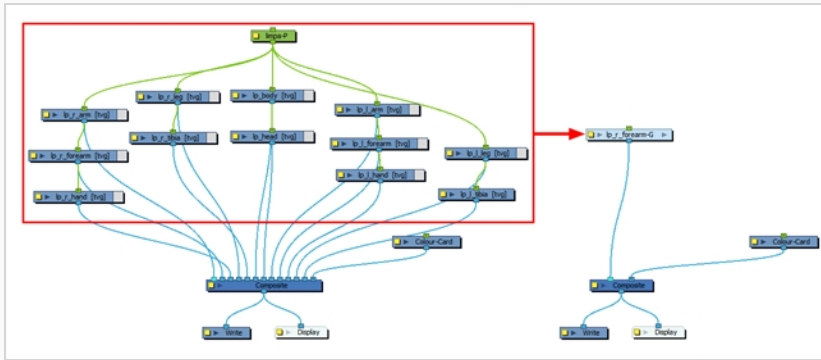 limpa-P
lp_r_leg [tvg]
lp_body [tvg]
lp_r_arm [tvg]
lp_l_arm [tvg]
lp_r_tibia [tvg]
lp_head [tvg]
lp_r_forearm-G
lp_r_forearm [tvg]
lp_l_forearm [tvg]
lp_l_leg [tvg]
lp_l_hand [tvg]
lp_r_hand [tvg]
lp_l_tibia [tvg]
Colour-Card
Colour-Card
Composite
Composite
Write
Display
Write
Display